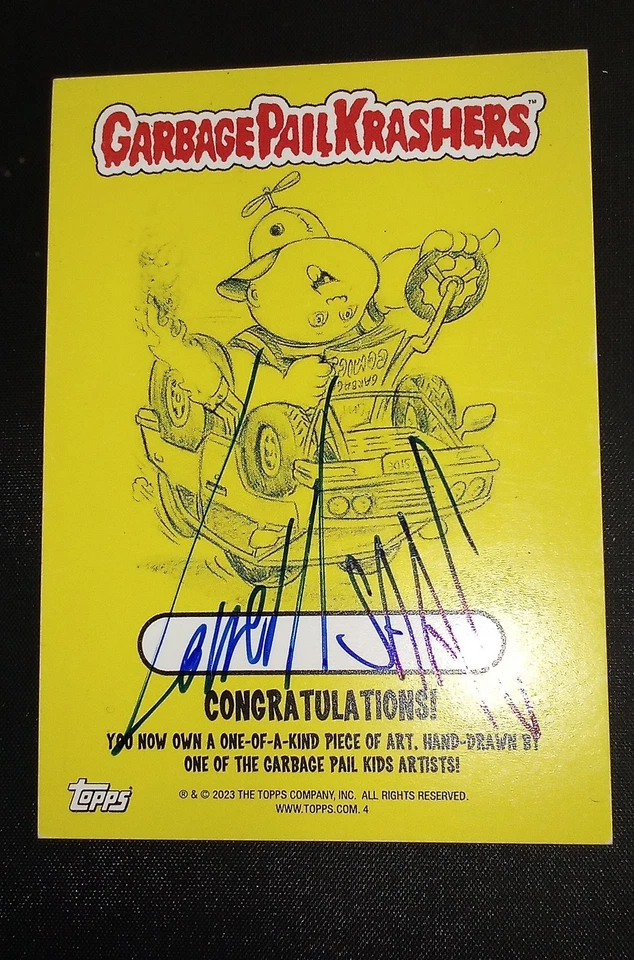 GARBAGE PAIL KRASHERS™
CONGRATULATIONS!
YOU NOW OWN A ONE-OF-A-KIND PIECE OF ART, HAND-DRAWN BY
ONE OF THE GARBAGE PAIL KIDS ARTISTS!
topps
® & © 2023 THE TOPPS COMPANY, INC. ALL RIGHTS RESERVED.
WWW.TOPPS.COM. 4